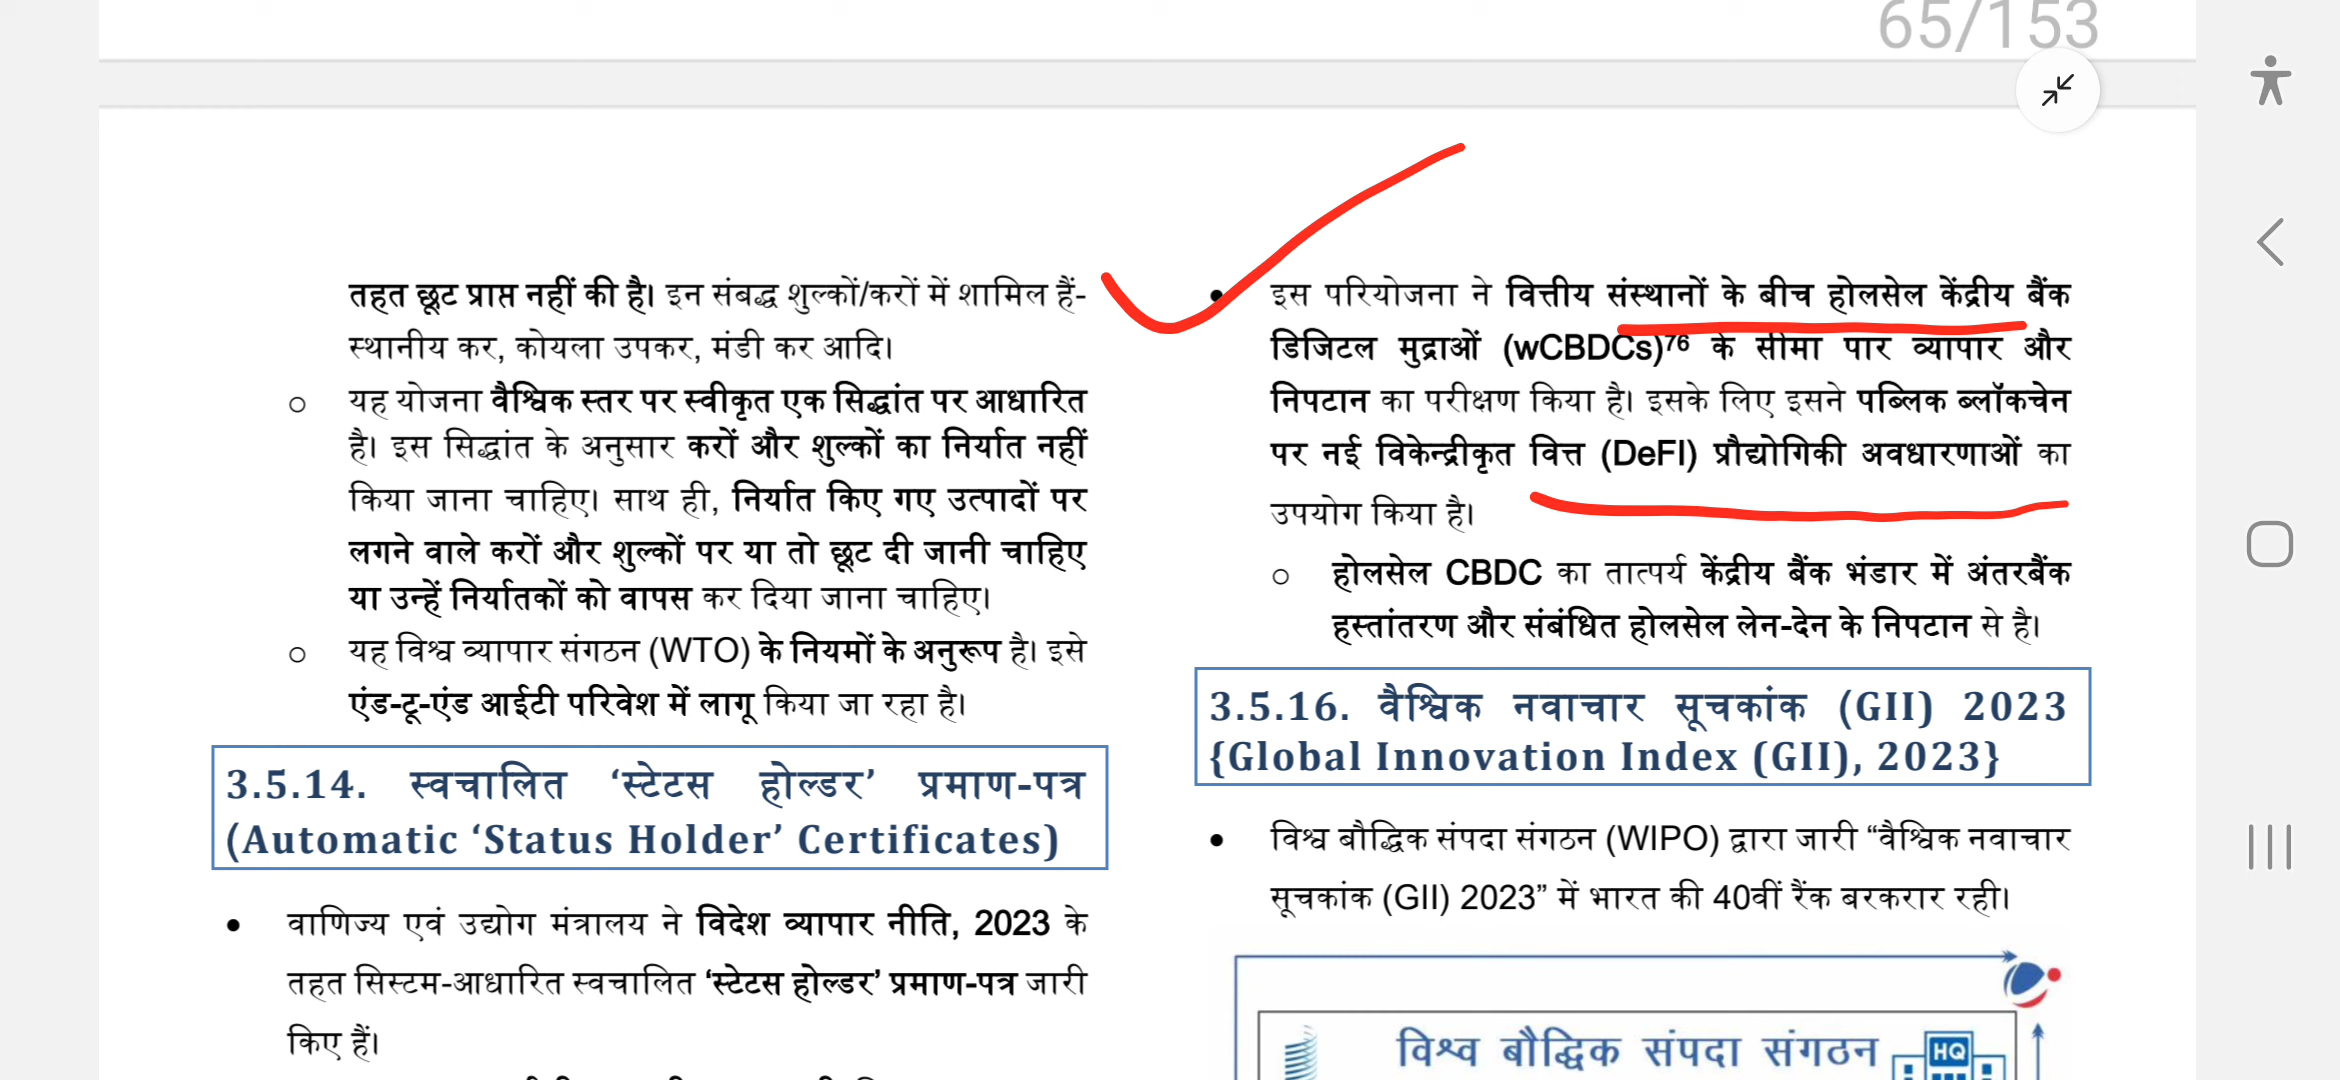 65/153
तहत छूट प्राप्त नहीं की है। इन संबद्ध शुल्कों/करों में शामिल हैं-
स्थानीय कर, कोयला उपकर, मंडी कर आदि।
○ यह योजना वैश्विक स्तर पर स्वीकृत एक सिद्धांत पर आधारित
है। इस सिद्धांत के अनुसार करों और शुल्कों का निर्यात नहीं
किया जाना चाहिए। साथ ही, निर्यात किए गए उत्पादों पर
लगने वाले करों और शुल्कों पर या तो छूट दी जानी चाहिए
या उन्हें निर्यातकों को वापस कर दिया जाना चाहिए।
○ यह विश्व व्यापार संगठन (WTO) के नियमों के अनुरूप है। इसे
एंड-टू-एंड आईटी परिवेश में लागू किया जा रहा है।
3.5.14. स्वचालित ‘स्टेटस होल्डर’ प्रमाण-पत्र
(Automatic ‘Status Holder’ Certificates)
● वाणिज्य एवं उद्योग मंत्रालय ने विदेश व्यापार नीति, 2023 के
तहत सिस्टम-आधारित स्वचालित ‘स्टेटस होल्डर’ प्रमाण-पत्र जारी
किए हैं।
● इस परियोजना ने वित्तीय संस्थानों के बीच होलसेल केंद्रीय बैंक
डिजिटल मुद्राओं (wCBDCs)⁷⁶ के सीमा पार व्यापार और
निपटान का परीक्षण किया है। इसके लिए इसने पब्लिक ब्लॉकचेन
पर नई विकेन्द्रीकृत वित्त (DeFI) प्रौद्योगिकी अवधारणाओं का
उपयोग किया है।
○ होलसेल CBDC का तात्पर्य केंद्रीय बैंक भंडार में अंतरबैंक
हस्तांतरण और संबंधित होलसेल लेन-देन के निपटान से है।
3.5.16. वैश्विक नवाचार सूचकांक (GII) 2023
{Global Innovation Index (GII), 2023}
● विश्व बौद्धिक संपदा संगठन (WIPO) द्वारा जारी “वैश्विक नवाचार
सूचकांक (GII) 2023” में भारत की 40वीं रैंक बरकरार रही।
विश्व बौद्धिक संपदा संगठन
HQ